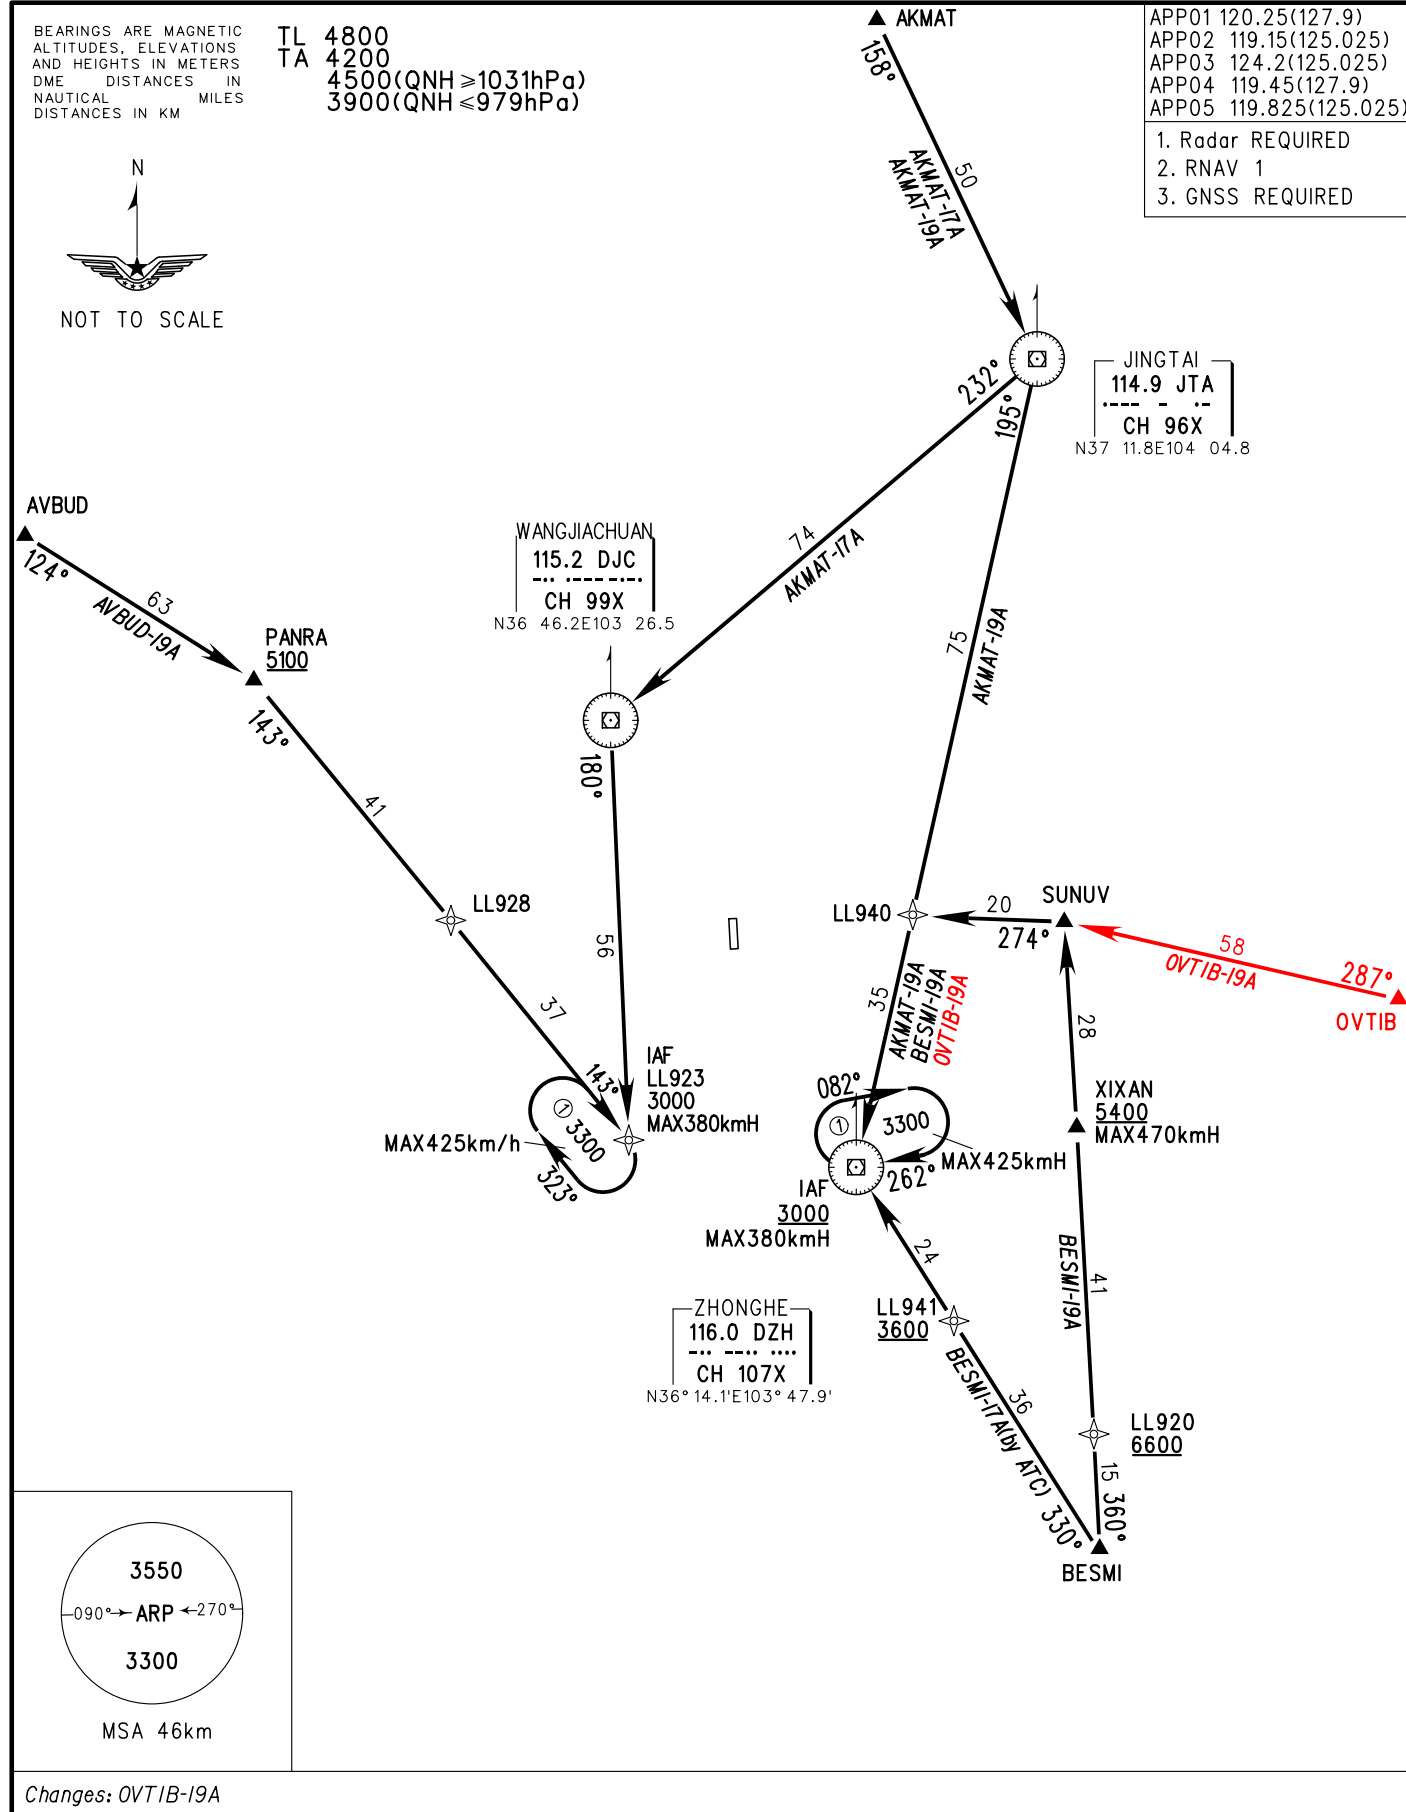 BEARINGS ARE MAGNETIC
ALTITUDES, ELEVATIONS
AND HEIGHTS IN METERS
DME DISTANCES IN
NAUTICAL MILES
DISTANCES IN KM
TL 4800
TA 4200
4500(QNH ≥1031hPa)
3900(QNH ≤979hPa)
AKMAT
158°
APP01 120.25(127.9)
APP02 119.15(125.025)
APP03 124.2(125.025)
APP04 119.45(127.9)
APP05 119.825(125.025)
1. Radar REQUIRED
2. RNAV 1
3. GNSS REQUIRED
N
NOT TO SCALE
50
AKMAT-17A
AKMAT-19A
JINGTAI
114.9 JTA
CH 96X
N37 11.8E104 04.8
232°
195°
74
AKMAT-17A
75
AKMAT-19A
AVBUD
124°
63
AVBUD-19A
PANRA
5100
143°
WANGJIACHUAN
115.2 DJC
CH 99X
N36 46.2E103 26.5
180°
41
LL928
56
37
143°
IAF
LL923
3000
MAX380kmH
① 3300
MAX425km/h
323°
LL940
20
274°
SUNUV
58
OVTIB-19A
287°
OVTIB
35
AKMAT-19A
BESMI-19A
OVTIB-19A
28
XIXAN
5400
MAX470kmH
082°
① 3300
262°
MAX425kmH
IAF
3000
MAX380kmH
24
ZHONGHE
116.0 DZH
CH 107X
N36° 14.1'E103° 47.9'
LL941
3600
36
BESMI-17A(by ATC) 330°
41
BESMI-19A
LL920
6600
15 360°
BESMI
3550
090° ARP 270°
3300
MSA 46km
Changes: OVTIB-19A